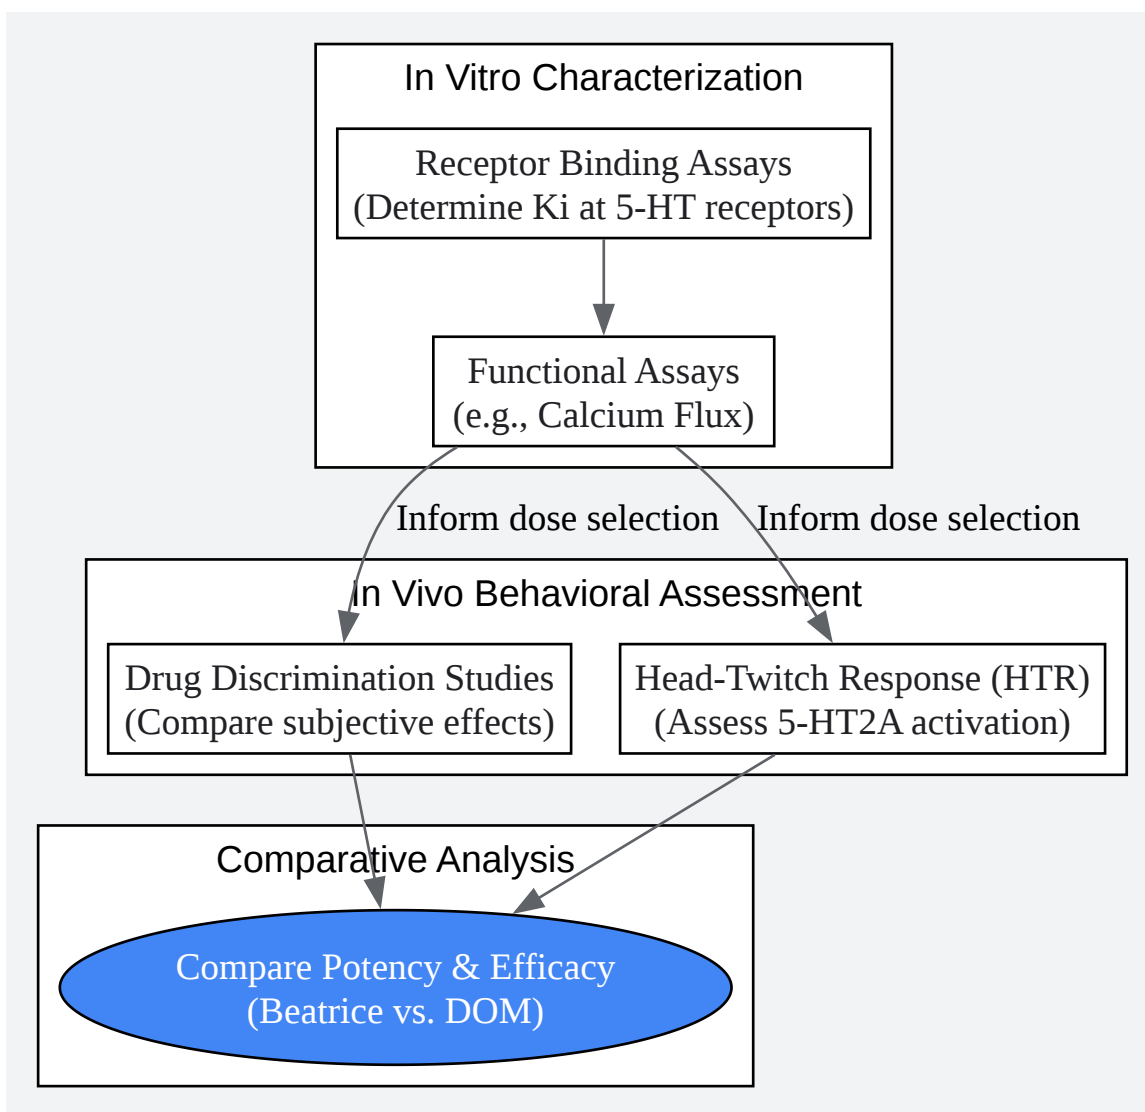 In Vitro Characterization
Receptor Binding Assays
(Determine Ki at 5-HT receptors)
Functional Assays
(e.g., Calcium Flux)
Inform dose selection
Inform dose selection
In Vivo Behavioral Assessment
Drug Discrimination Studies
(Compare subjective effects)
Head-Twitch Response (HTR)
(Assess 5-HT2A activation)
Comparative Analysis
Compare Potency & Efficacy
(Beatrice vs. DOM)